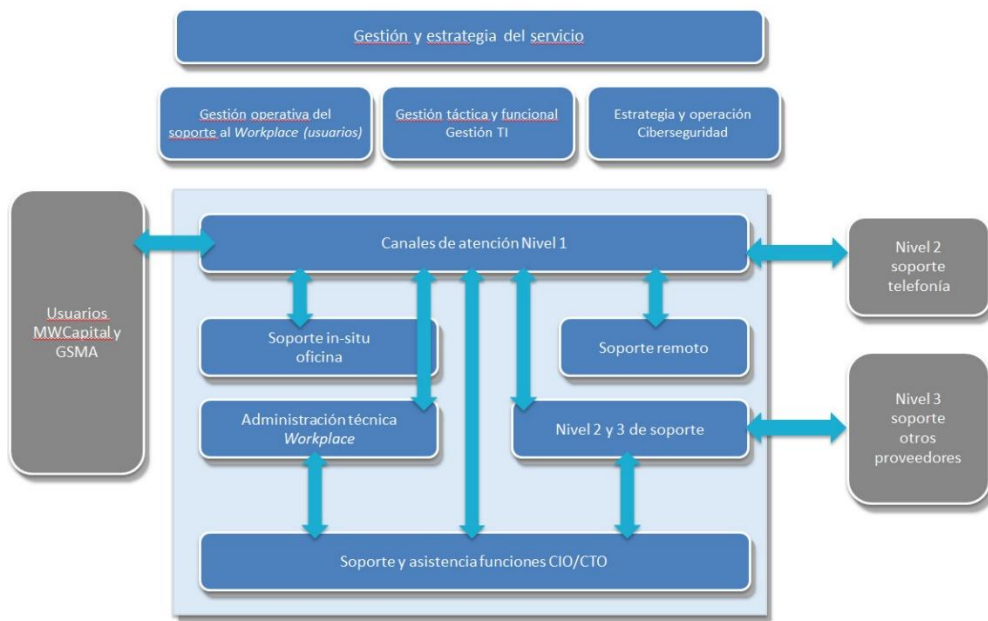 Gestión y estrategia del servicio
Gestión operativa del
soporte al Workplace (usuarios)
Gestión táctica y funcional
Gestión TI
Estrategia y operación
Ciberseguridad
Canales de atención Nivel 1
Usuarios
MWCapital y
GSMA
Nivel 2
soporte
telefonía
Soporte in-situ
oficina
Soporte remoto
Administración técnica
Workplace
Nivel 2 y 3 de soporte
Nivel 3
soporte
otros
proveedores
Soporte y asistencia funciones CIO/CTO